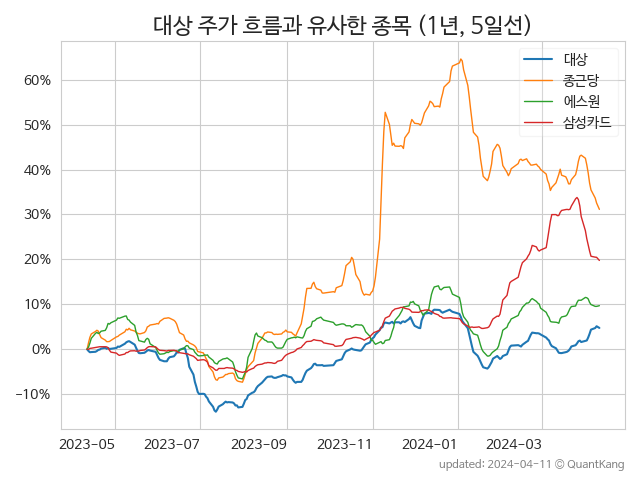 대상 주가 흐름과 유사한 종목 (1년, 5일선)
대상
종근당
에스원
삼성카드
60%
50%
40%
30%
20%
10%
0%
−10%
2023-05 2023-07 2023-09 2023-11 2024-01 2024-03
updated: 2024-04-11 © QuantKang